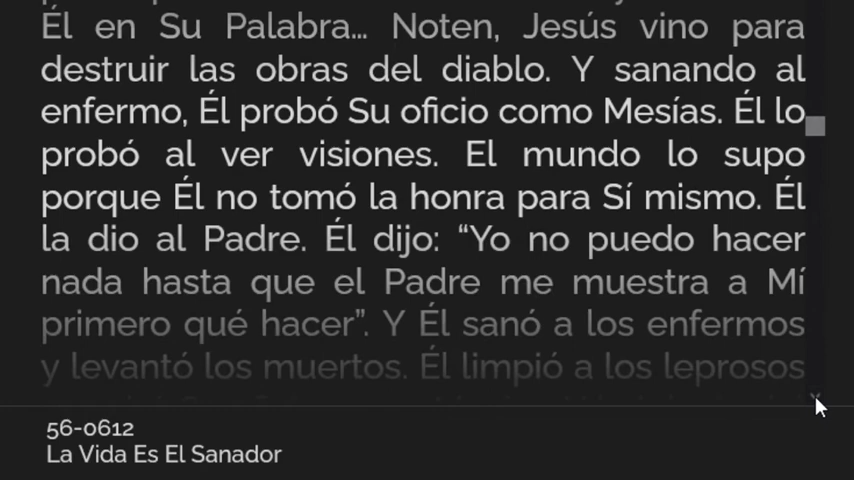 Él en Su Palabra... Noten, Jesús vino para
destruir las obras del diablo. Y sanando al
enfermo, Él probó Su oficio como Mesías. Él lo
probó al ver visiones. El mundo lo supo
porque Él no tomó la honra para Sí mismo. Él
la dio al Padre. Él dijo: “Yo no puedo hacer
nada hasta que el Padre me muestra a Mí
primero qué hacer”. Y Él sanó a los enfermos
y levantó los muertos. Él limpió a los leprosos
56-0612
La Vida Es El Sanador